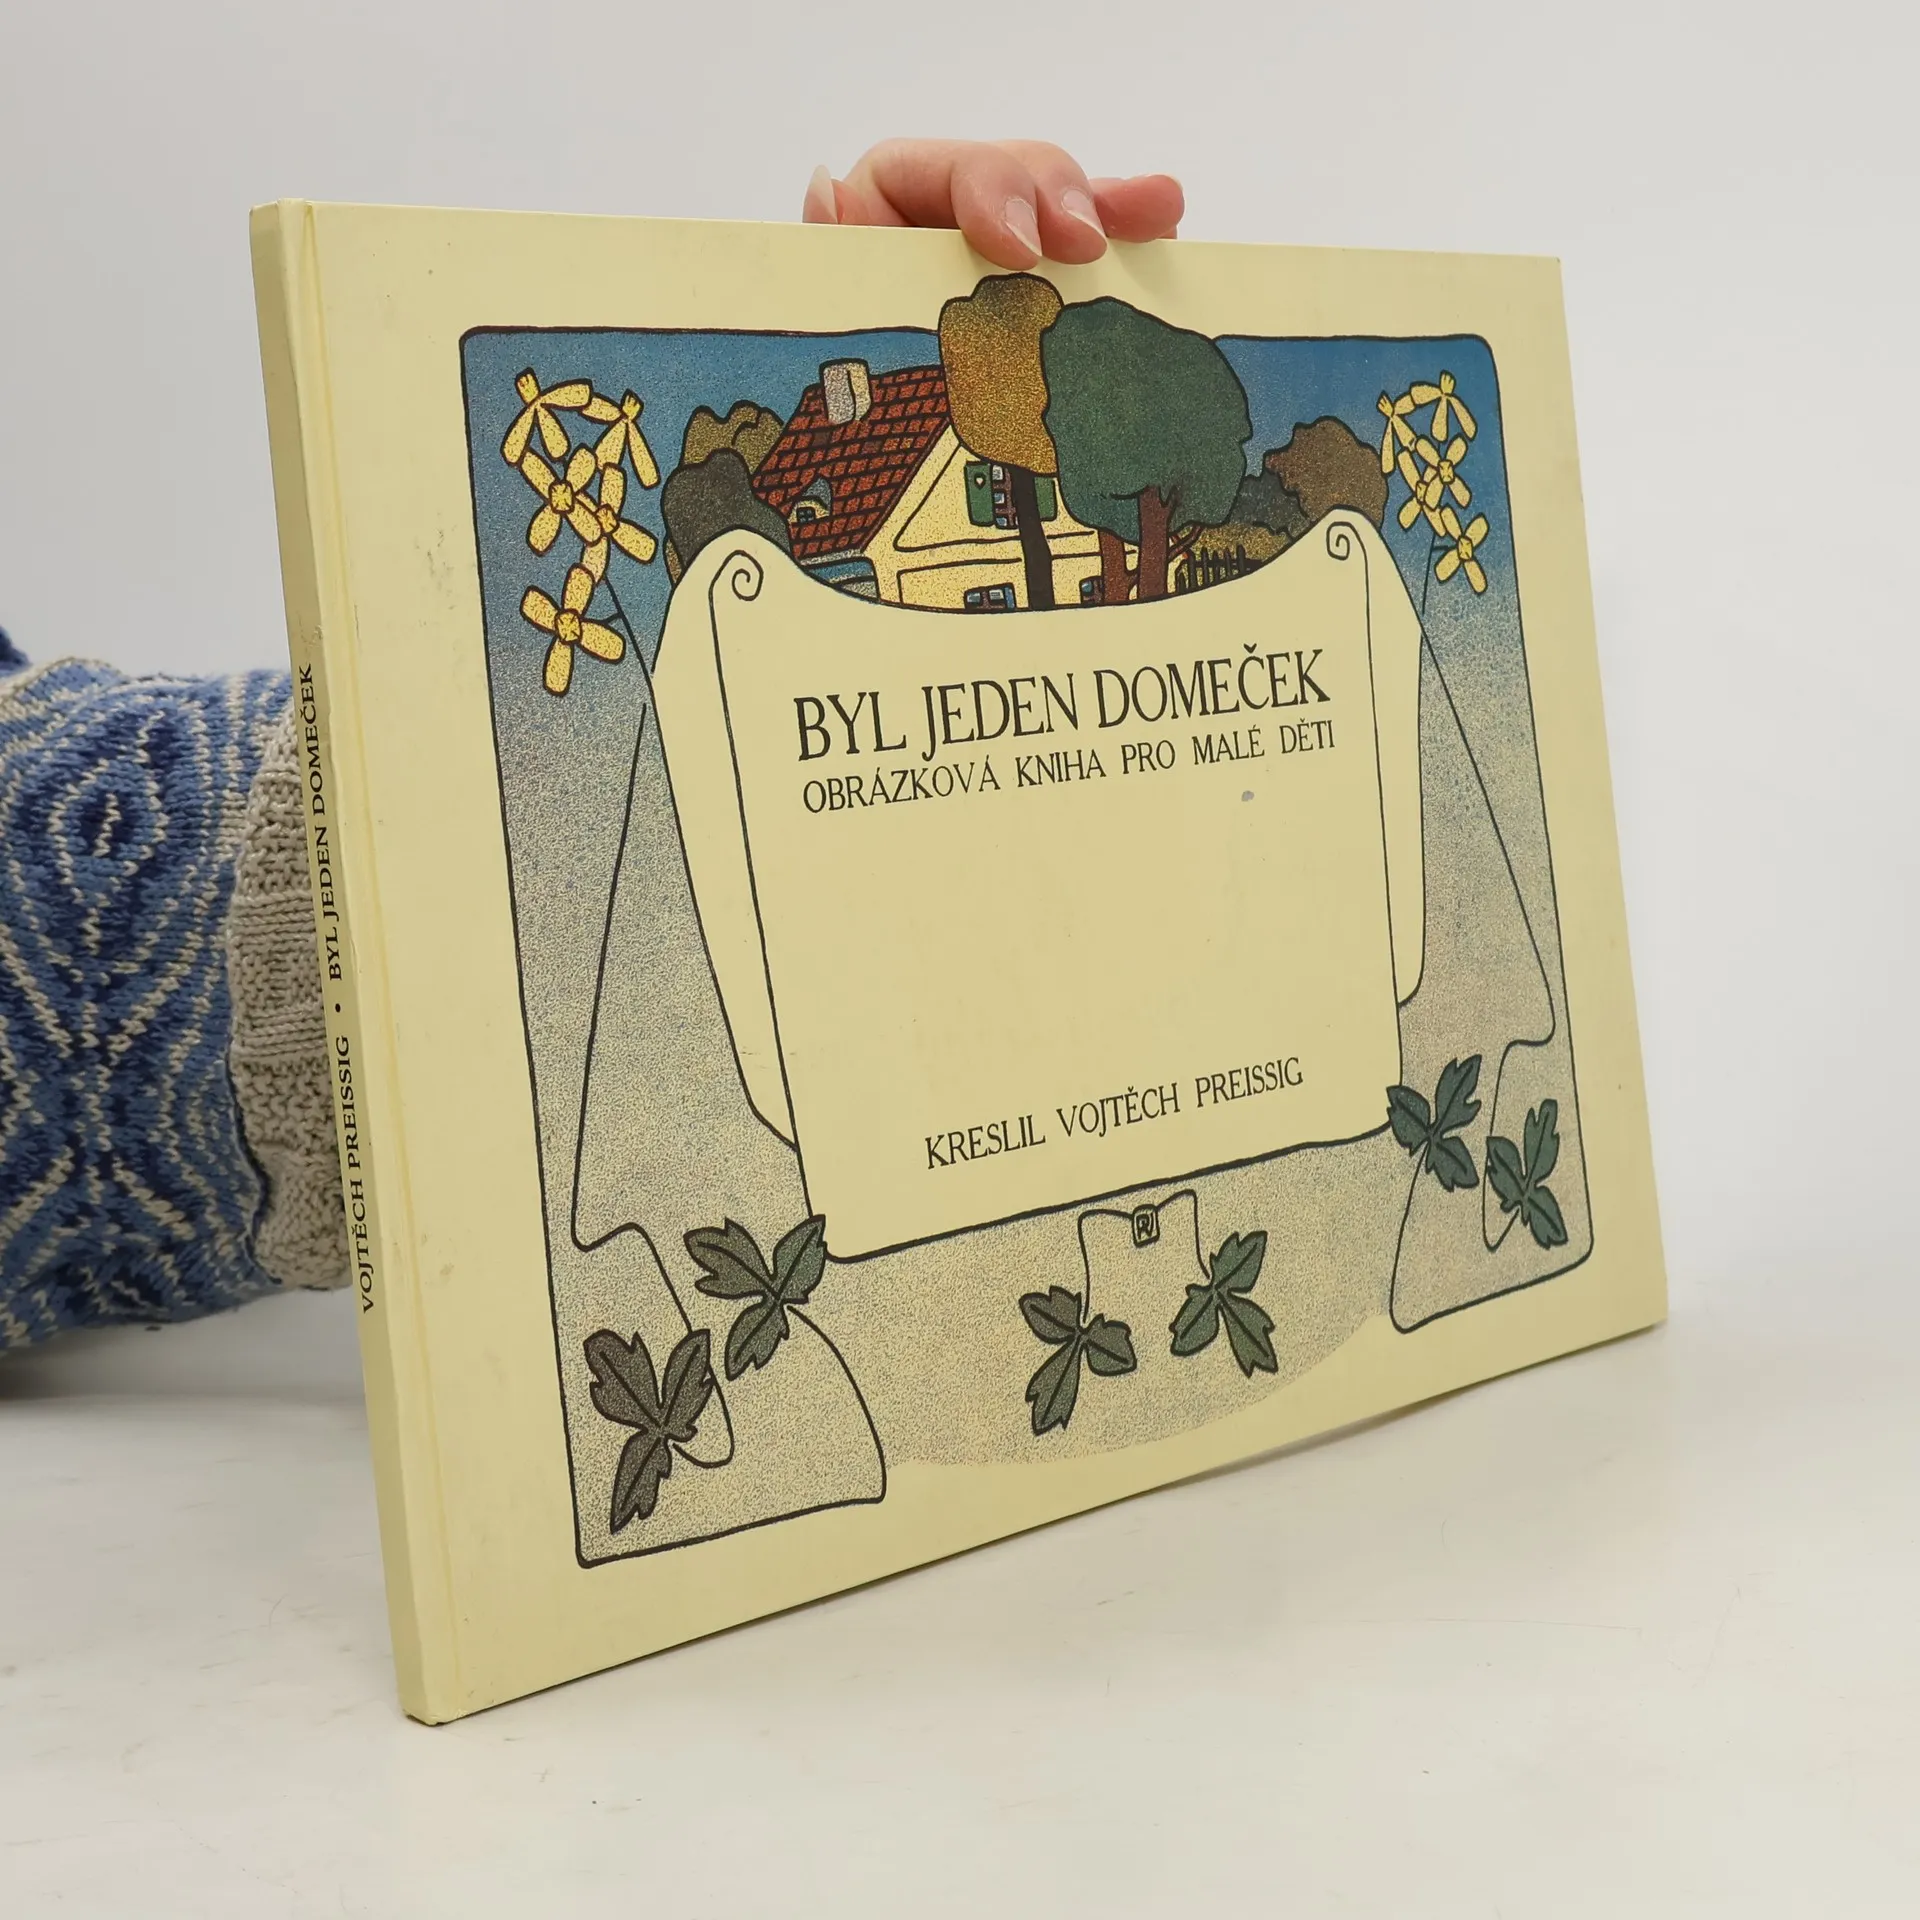 BYL JEDEN DOMEČEK
OBRÁZKOVÁ KNIHA PRO MALÉ DĚTI
KRESLIL VOJTĚCH PREISSIG
VOJTĚCH PREISSIG • BYL JEDEN DOMEČEK